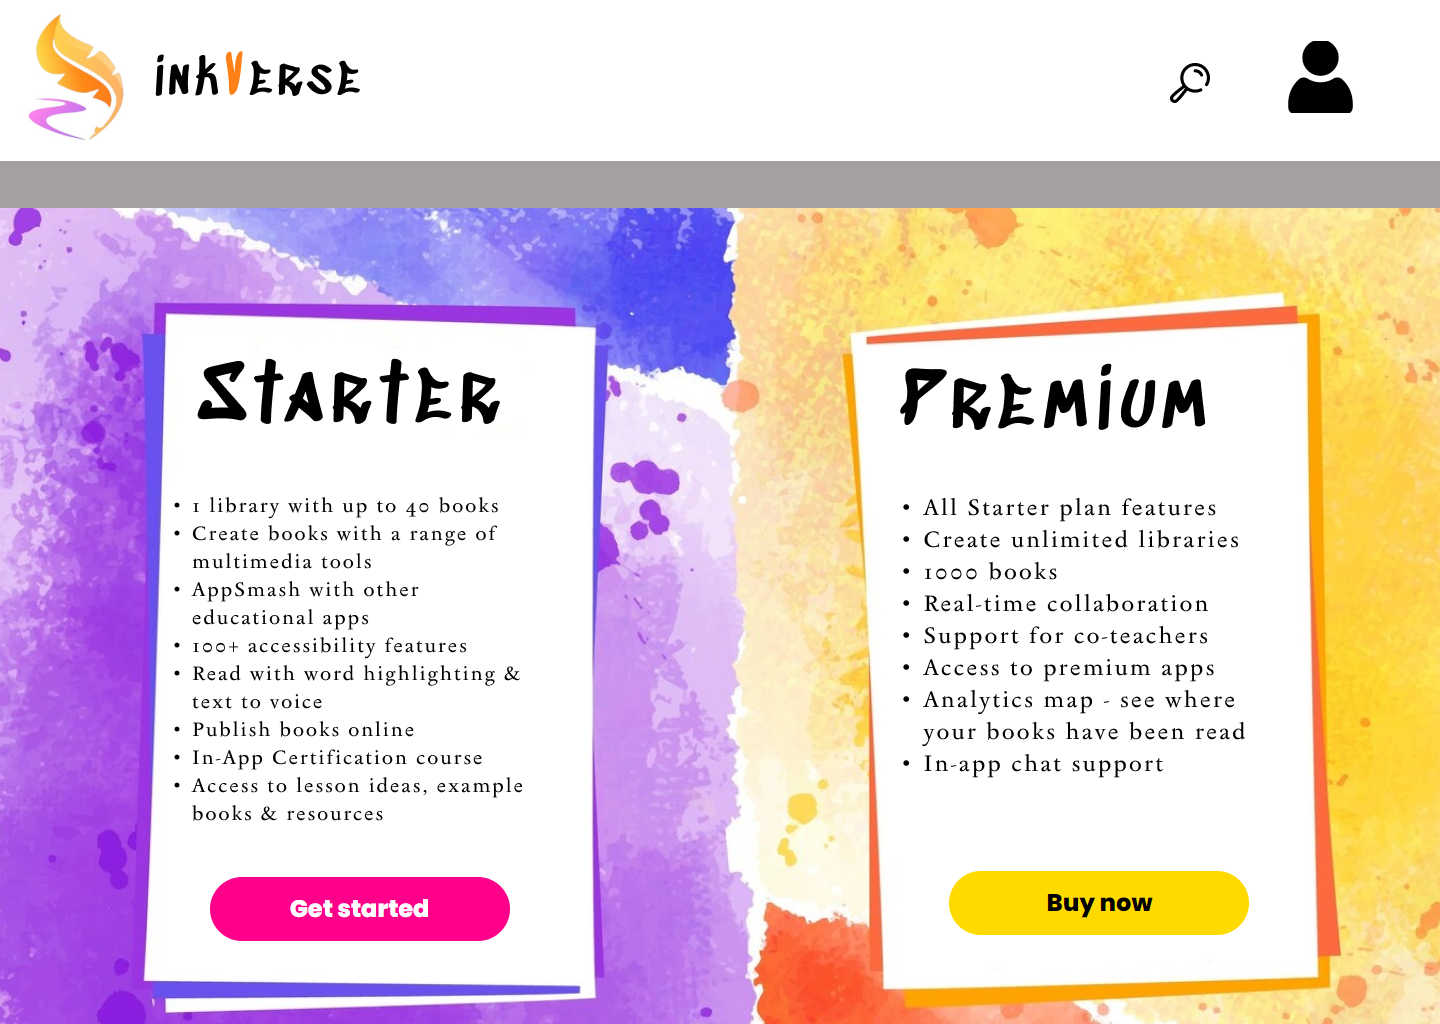 inkVerse
Starter
• 1 library with up to 40 books
• Create books with a range of
multimedia tools
• AppSmash with other
educational apps
• 100+ accessibility features
• Read with word highlighting &
text to voice
• Publish books online
• In-App Certification course
• Access to lesson ideas, example
books & resources
Get started
Premium
• All Starter plan features
• Create unlimited libraries
• 1000 books
• Real-time collaboration
• Support for co-teachers
• Access to premium apps
• Analytics map - see where
your books have been read
• In-app chat support
Buy now